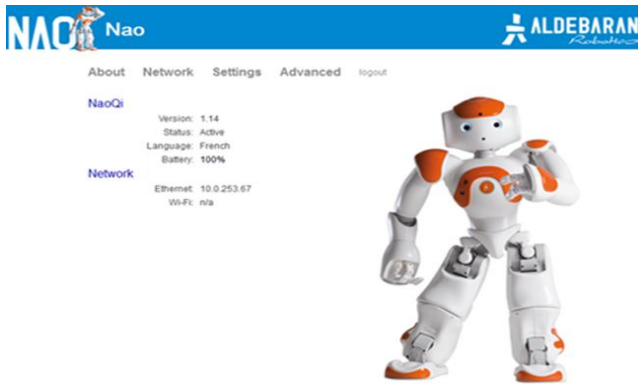 NAO Nao
ALDEBARAN
Robotics
About Network Settings Advanced logout
NaoQi
Version: 1.14
Status: Active
Language: French
Battery: 100%
Network
Ethernet: 10.0.253.67
Wi-Fi: n/a